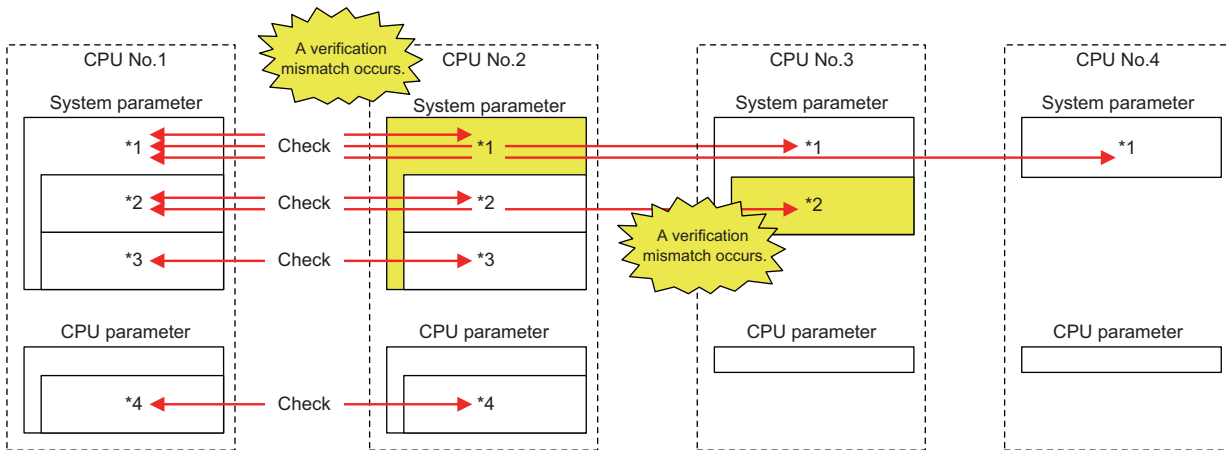 A verification
mismatch occurs.
CPU No.1
CPU No.2
CPU No.3
CPU No.4
System parameter
System parameter
System parameter
System parameter
*1
Check
*1
*1
*1
*2
Check
*2
*2
*3
Check
*3
A verification
mismatch occurs.
CPU parameter
CPU parameter
CPU parameter
CPU parameter
*4
Check
*4